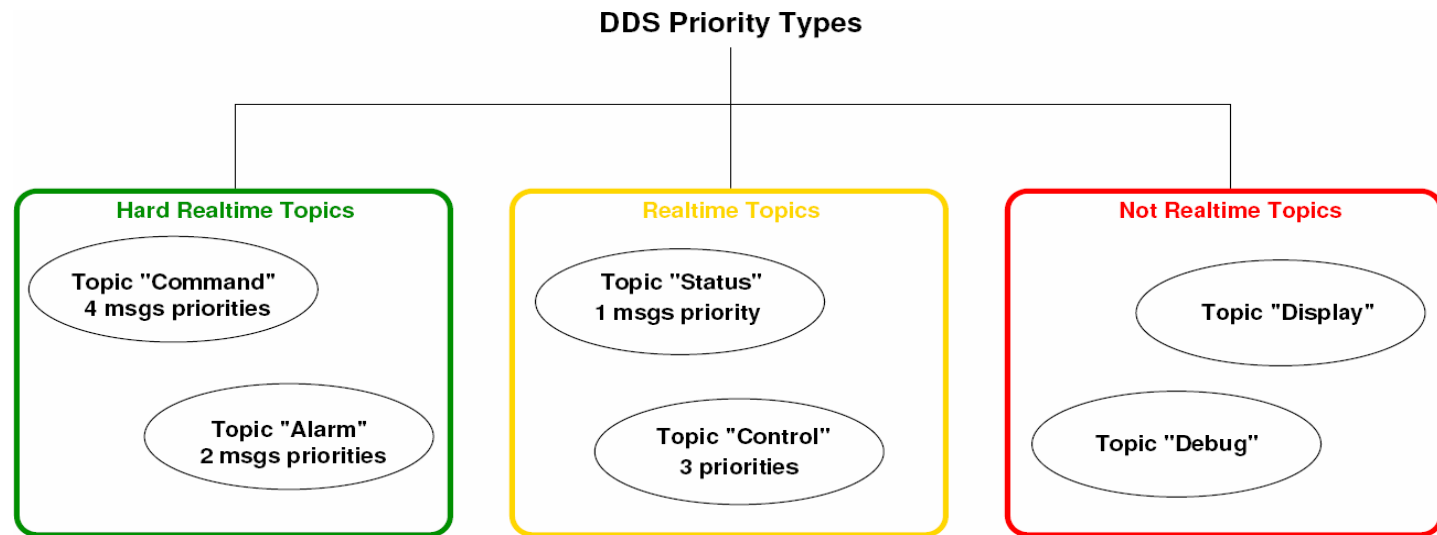 DDS Priority Types
Hard Realtime Topics
Topic "Command"
4 msgs priorities
Topic "Alarm"
2 msgs priorities
Realtime Topics
Topic "Status"
1 msgs priority
Topic "Control"
3 priorities
Not Realtime Topics
Topic "Display"
Topic "Debug"